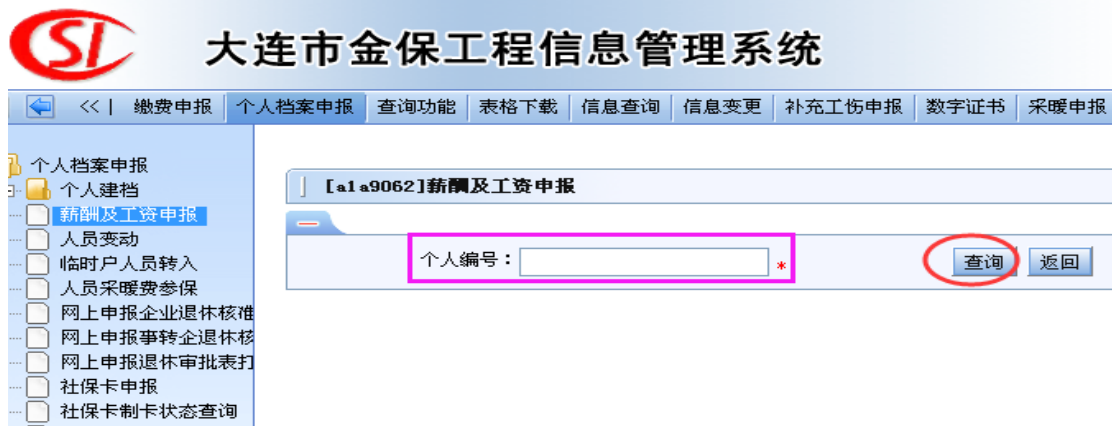 SI 大连市金保工程信息管理系统
<<| 缴费申报 个人档案申报 查询功能 表格下载 信息查询 信息变更 补充工伤申报 数字证书 采暖申报
个人档案申报
个人建档
薪酬及工资申报
人员变动
临时户人员转入
人员采暖费参保
网上申报企业退休核准
网上申报事转企退休核
网上申报退休审批表打
社保卡申报
社保卡制卡状态查询
[a1a9062]薪酬及工资申报
个人编号： * 查询 返回